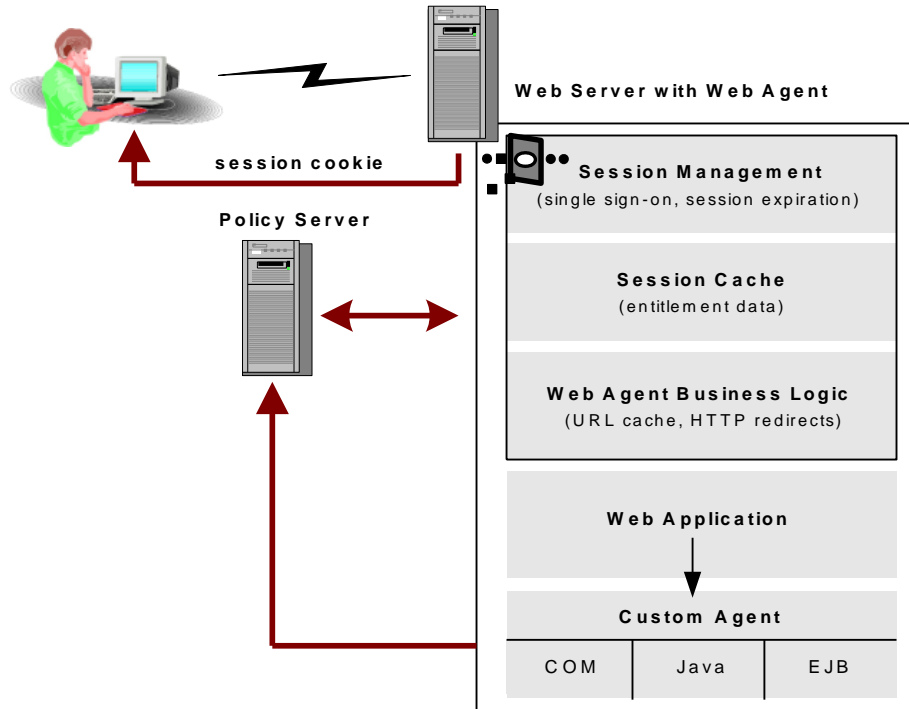 Web Server with Web Agent
session cookie
Session Management
(single sign-on, session expiration)
Policy Server
Session Cache
(entitlement data)
Web Agent Business Logic
(URL cache, HTTP redirects)
Web Application
Custom Agent
COM
Java
EJB